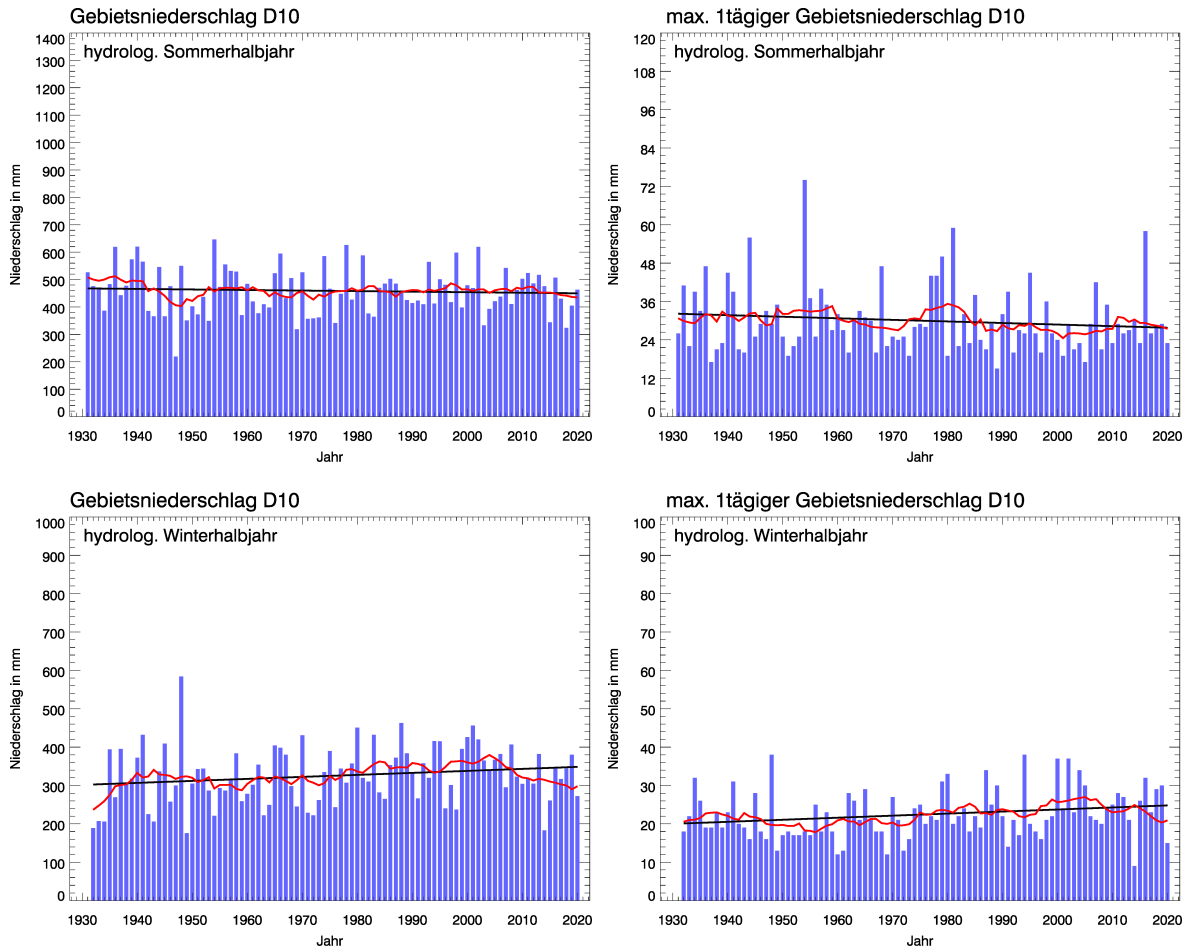 Gebietsniederschlag D10
hydrolog. Sommerhalbjahr
Niederschlag in mm
1400
1300
1200
1100
1000
900
800
700
600
500
400
300
200
100
0
1930 1940 1950 1960 1970 1980 1990 2000 2010 2020
Jahr
max. 1tägiger Gebietsniederschlag D10
hydrolog. Sommerhalbjahr
Niederschlag in mm
120
108
96
84
72
60
48
36
24
12
0
1930 1940 1950 1960 1970 1980 1990 2000 2010 2020
Jahr
Gebietsniederschlag D10
hydrolog. Winterhalbjahr
Niederschlag in mm
1000
900
800
700
600
500
400
300
200
100
0
1930 1940 1950 1960 1970 1980 1990 2000 2010 2020
Jahr
max. 1tägiger Gebietsniederschlag D10
hydrolog. Winterhalbjahr
Niederschlag in mm
100
90
80
70
60
50
40
30
20
10
0
1930 1940 1950 1960 1970 1980 1990 2000 2010 2020
Jahr